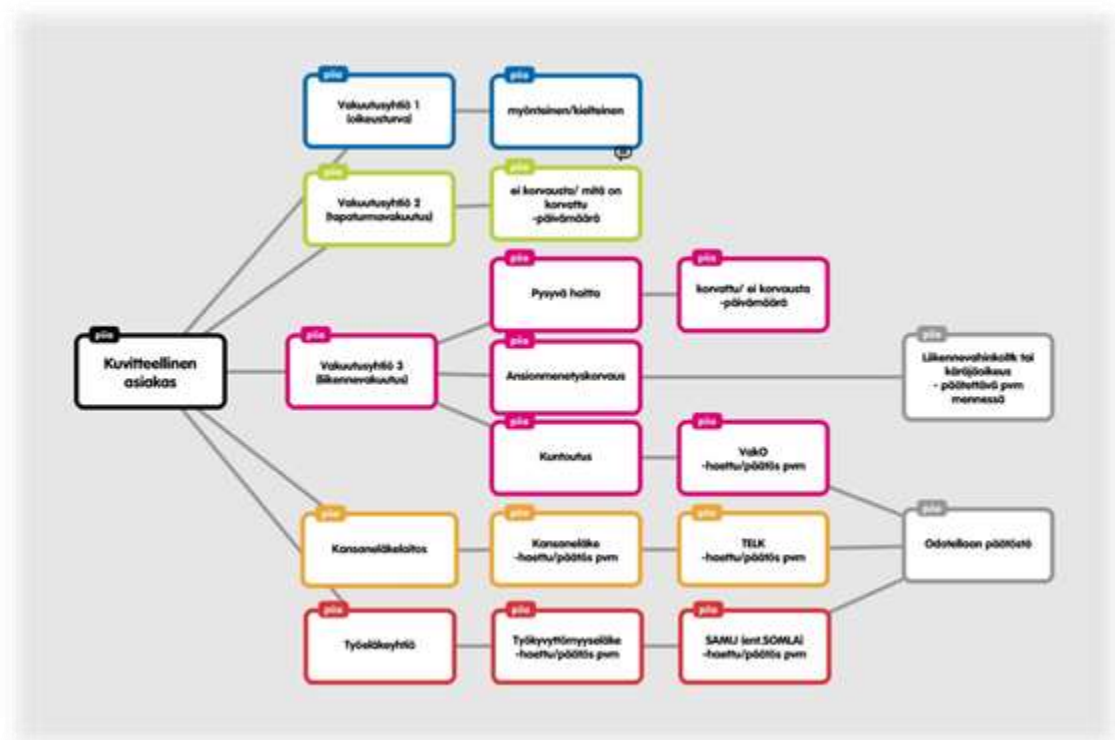 piia
Vakuutusyhtiö 1
(oikeusturva)
piia
myönteinen/kielteinen
piia
Vakuutusyhtiö 2
(tapaturmavakuutus)
piia
ei korvausta/ mitä on
korvattu
-päivämäärä
piia
Kuvitteellinen
asiakas
piia
Vakuutusyhtiö 3
(liikennevakuutus)
piia
Pysyvä haitta
piia
korvattu/ ei korvausta
-päivämäärä
piia
Ansionmenetyskorvaus
piia
Liikennevahinkoltk tai
käräjäoikeus
- päätettävä pvm
mennessä
piia
Kuntoutus
piia
VakO
-haettu/päätös pvm
piia
Kansaneläkelaitos
piia
Kansaneläke
-haettu/päätös pvm
piia
TELK
-haettu/päätös pvm
piia
Odotellaan päätöstä
piia
Työeläkeyhtiö
piia
Työkyvyttömyyseläke
-haettu/päätös pvm
piia
SAMU (ent.SOMLA)
-haettu/päätös pvm